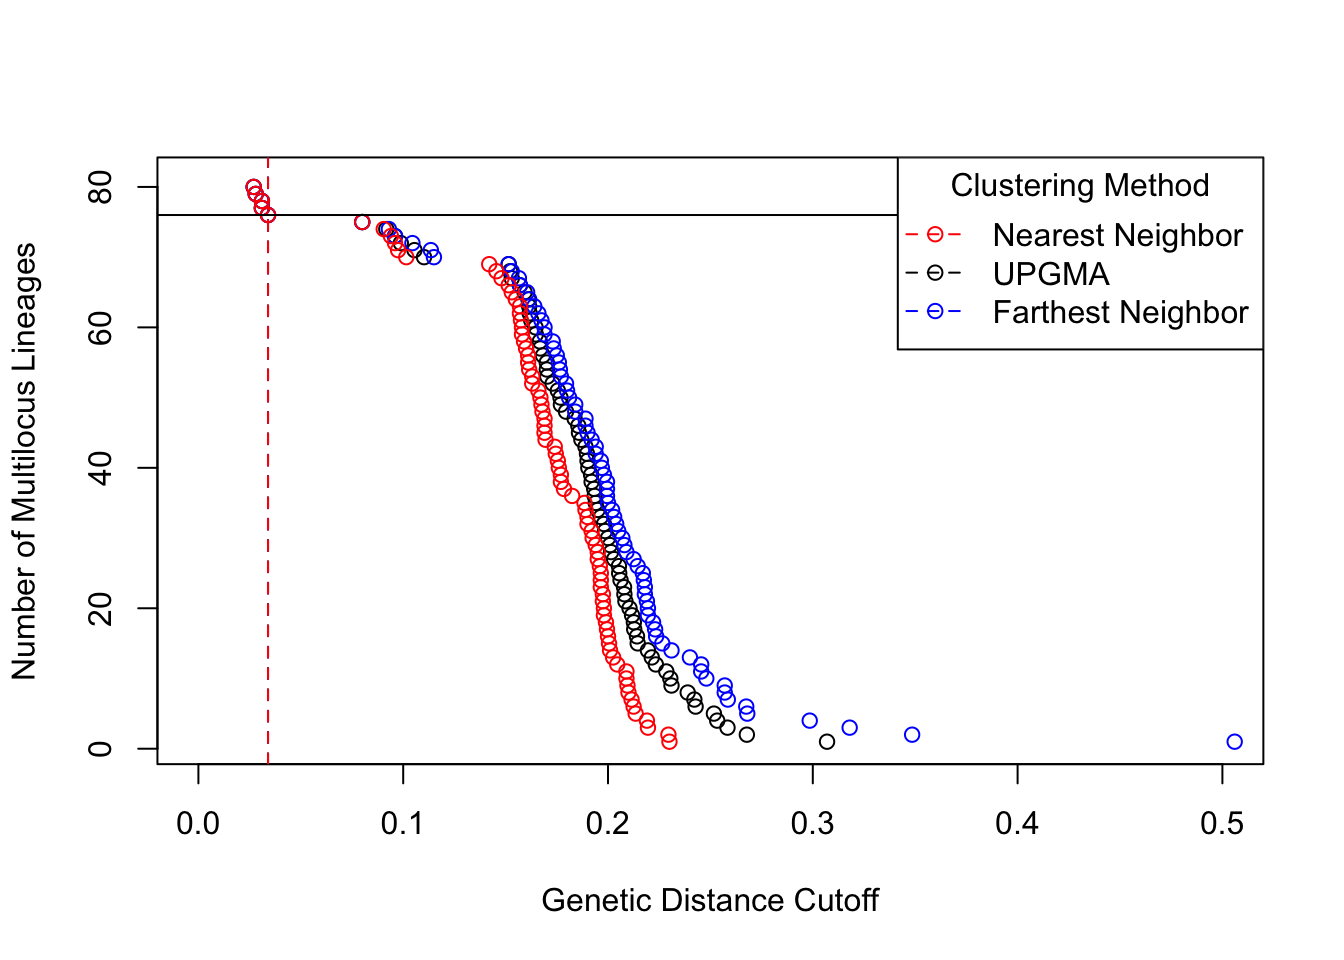 Clustering Method
Nearest Neighbor
UPGMA
Farthest Neighbor
Number of Multilocus Lineages
80
60
40
20
0
0.0 0.1 0.2 0.3 0.4 0.5
Genetic Distance Cutoff